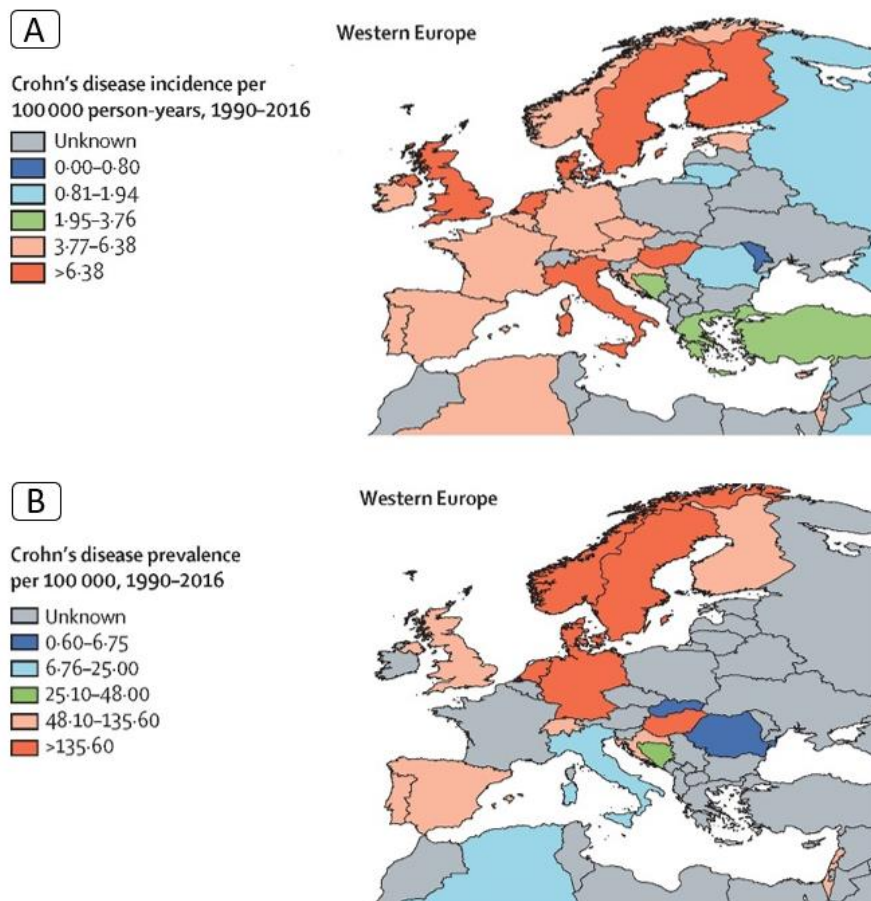 A
Western Europe
Crohn's disease incidence per
100 000 person-years, 1990–2016
Unknown
0·00–0·80
0·81–1·94
1·95–3·76
3·77–6·38
>6·38
B
Western Europe
Crohn's disease prevalence
per 100 000, 1990–2016
Unknown
0·60–6·75
6·76–25·00
25·10–48·00
48·10–135·60
>135·60